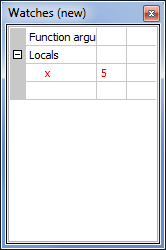 Watches (new)
Function argu
Locals
x 5